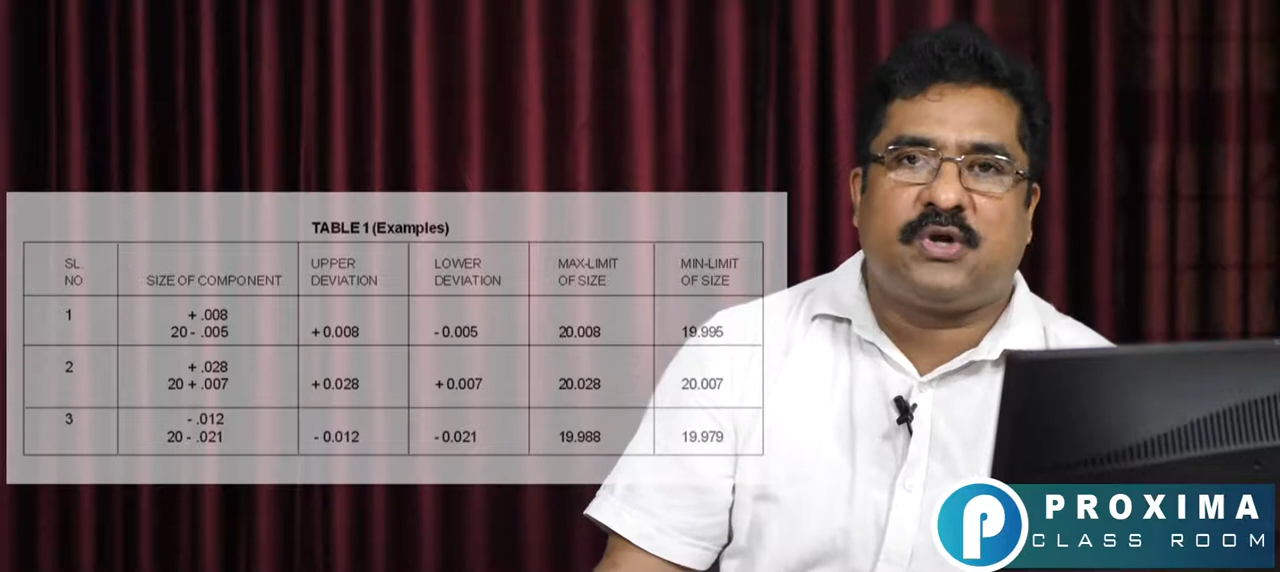 TABLE 1 (Examples)
SL. NO SIZE OF COMPONENT UPPER DEVIATION LOWER DEVIATION MAX-LIMIT OF SIZE MIN-LIMIT OF SIZE
1 + .008
20 - .005 + 0.008 - 0.005 20.008 19.995
2 + .028
20 + .007 + 0.028 + 0.007 20.028 20.007
3 - .012
20 - .021 - 0.012 - 0.021 19.988 19.979
PROXIMA
CLASS ROOM